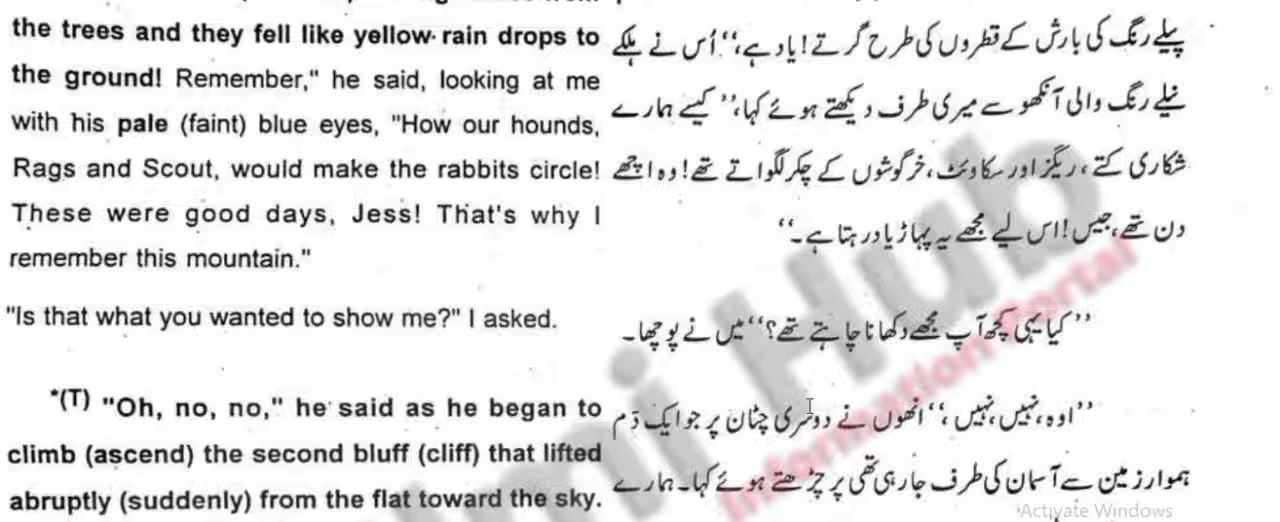 the trees and they fell like yellow rain drops to
the ground! Remember," he said, looking at me
with his pale (faint) blue eyes, "How our hounds,
Rags and Scout, would make the rabbits circle!
These were good days, Jess! That's why I
remember this mountain."
"Is that what you wanted to show me?" I asked.
*(T) "Oh, no, no," he said as he began to
climb (ascend) the second bluff (cliff) that lifted
abruptly (suddenly) from the flat toward the sky.
پیلے رنگ کی بارش کے قطروں کی طرح گرتے! یاد ہے،“ اُس نے ہلکے
نیلے رنگ والی آنکھو سے میری طرف دیکھتے ہوئے کہا، ”کیسے ہمارے
شکاری کتے، ریگز اور سکاوٹ، خرگوشوں کے چکر لگواتے تھے! وہ اچھے
دن تھے، جیس! اس لیے مجھے یہ پہاڑ یاد رہتا ہے۔“
”کیا یہی کچھ آپ مجھے دکھانا چاہتے تھے؟“ میں نے پوچھا۔
”اوہ، نہیں، نہیں،“ انھوں نے دوسری چٹان پر جو ایک دَم
ہموار زمین سے آسمان کی طرف جارہی تھی پر چڑھتے ہوئے کہا۔ ہمارے
Hub
Information Portal
Activate Windows